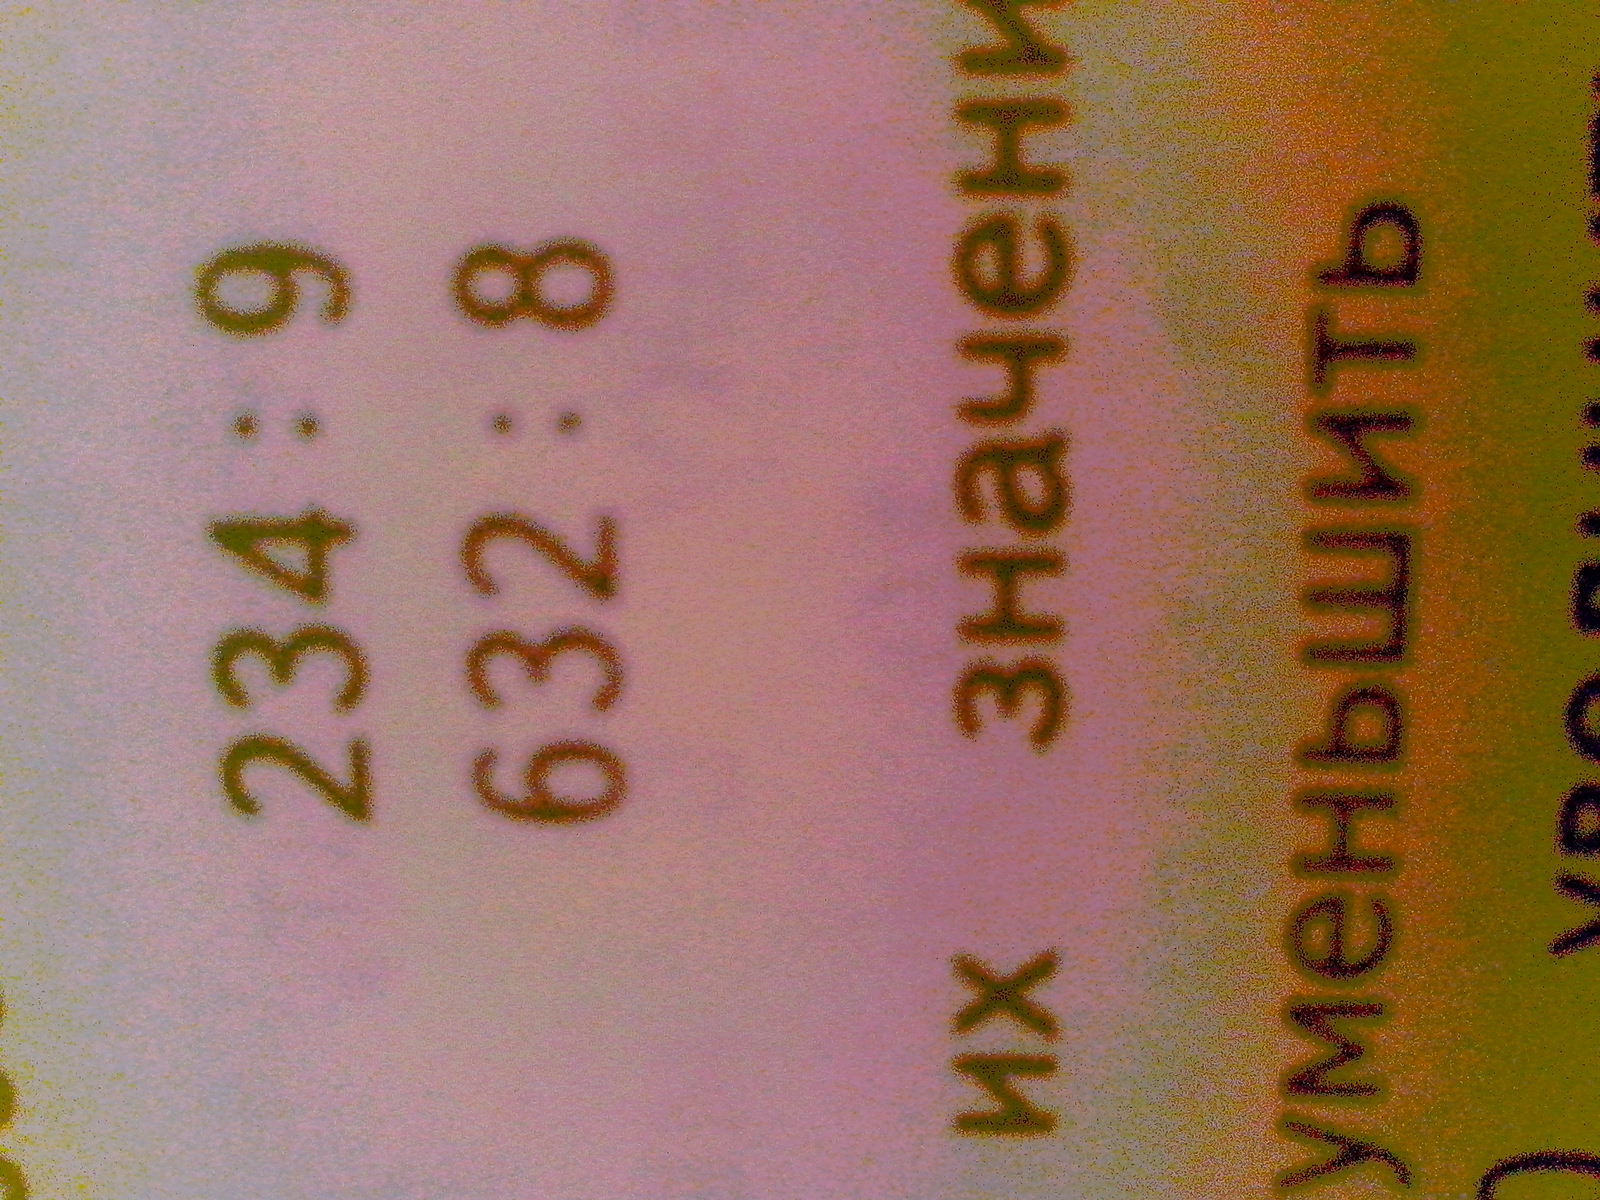 234 : 9
632 : 8
их значени
уменьшить